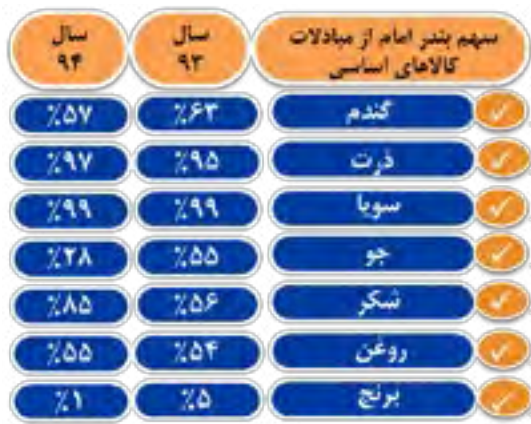 سهم بندر امام از مبادلات کالاهای اساسی سال ۹۳ سال ۹۴
گندم ٪۶۳ ٪۵۷
ذرت ٪۹۵ ٪۹۷
سویا ٪۹۹ ٪۹۹
جو ٪۵۵ ٪۲۸
شکر ٪۵۶ ٪۸۵
روغن ٪۵۴ ٪۵۵
برنج ٪۵ ٪۱